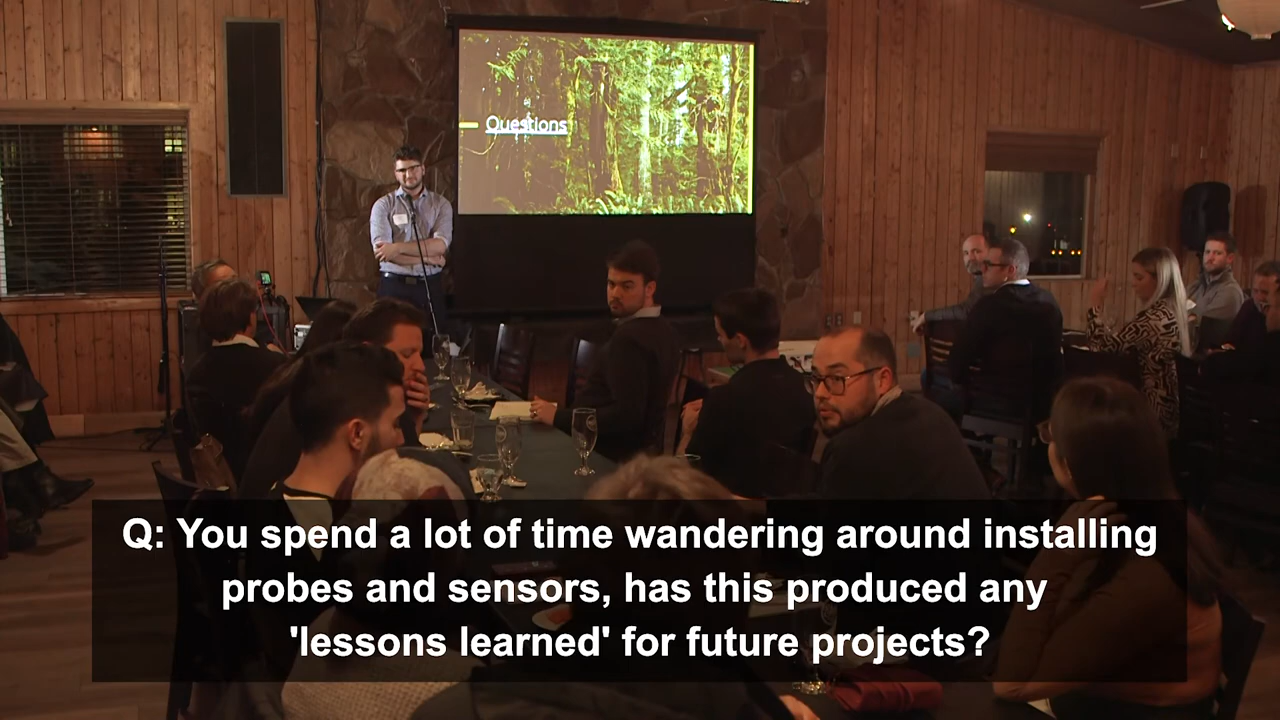 Questions
Q: You spend a lot of time wandering around installing
probes and sensors, has this produced any
'lessons learned' for future projects?